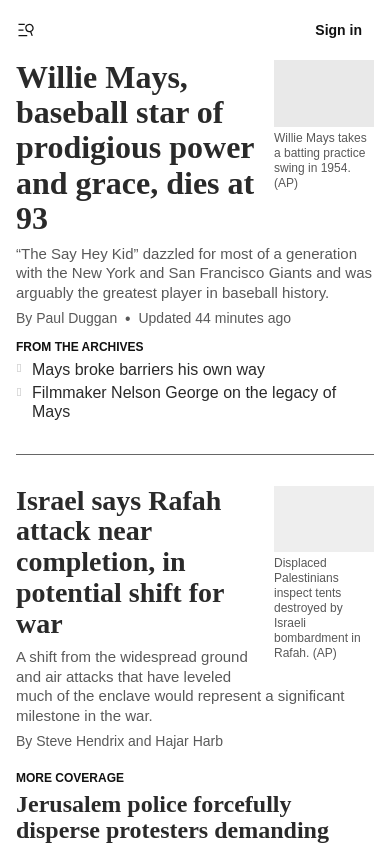 Sign in
Willie Mays,
baseball star of
prodigious power
and grace, dies at
93
Willie Mays takes
a batting practice
swing in 1954.
(AP)
“The Say Hey Kid” dazzled for most of a generation
with the New York and San Francisco Giants and was
arguably the greatest player in baseball history.
By Paul Duggan • Updated 44 minutes ago
FROM THE ARCHIVES
Mays broke barriers his own way
Filmmaker Nelson George on the legacy of
Mays
Israel says Rafah
attack near
completion, in
potential shift for
war
Displaced
Palestinians
inspect tents
destroyed by
Israeli
bombardment in
Rafah. (AP)
A shift from the widespread ground
and air attacks that have leveled
much of the enclave would represent a significant
milestone in the war.
By Steve Hendrix and Hajar Harb
MORE COVERAGE
Jerusalem police forcefully
disperse protesters demanding